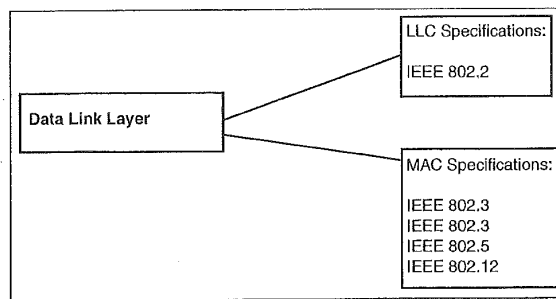 LLC Specifications:
IEEE 802.2
Data Link Layer
MAC Specifications:
IEEE 802.3
IEEE 802.3
IEEE 802.5
IEEE 802.12